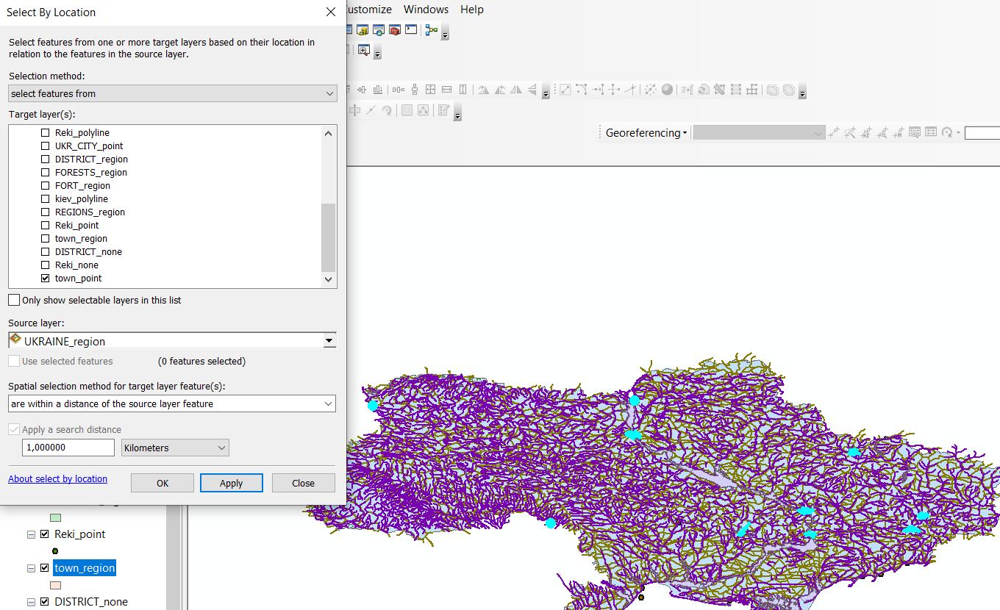 Select By Location
Customize Windows Help
Select features from one or more target layers based on their location in
relation to the features in the source layer.
Selection method:
select features from
Target layer(s):
Reki_polyline
UKR_CITY_point
DISTRICT_region
FORESTS_region
FORT_region
kiev_polyline
REGIONS_region
Reki_point
town_region
DISTRICT_none
Reki_none
town_point
Only show selectable layers in this list
Source layer:
UKRAINE_region
Use selected features (0 features selected)
Spatial selection method for target layer feature(s):
are within a distance of the source layer feature
Apply a search distance
1,000000 Kilometers
About select by location OK Apply Close
Georeferencing
Reki_point
town_region
DISTRICT_none